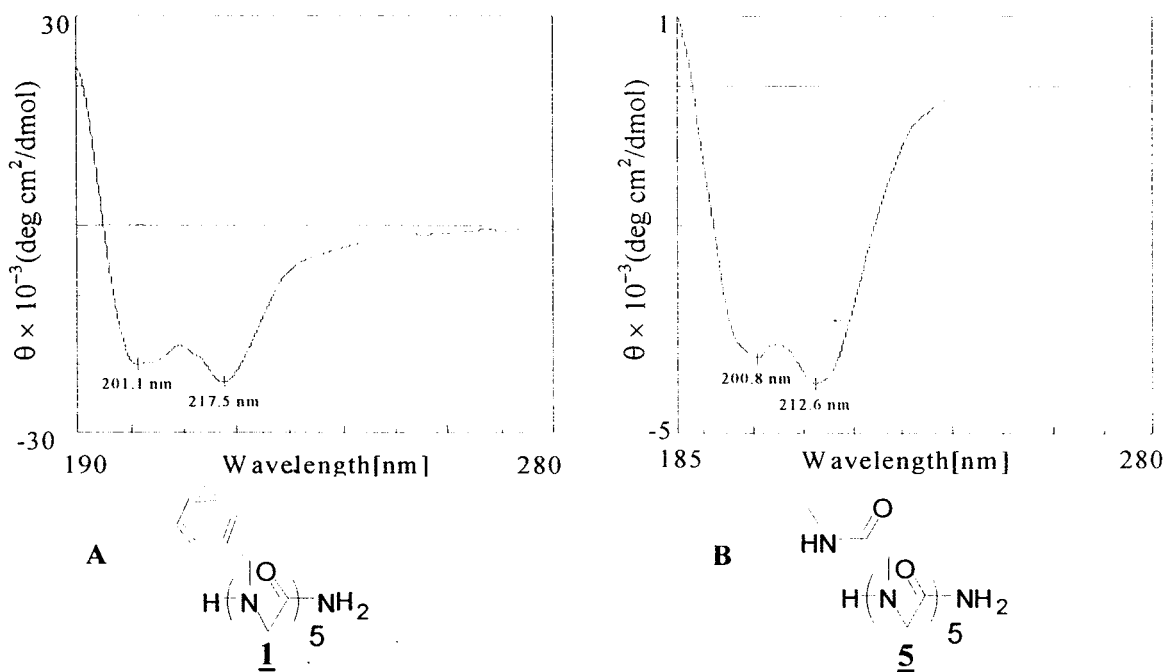 30
θ × 10⁻³(deg cm²/dmol)
201.1 nm
217.5 nm
-30
190
Wavelength[nm]
280
A
O
H
N
NH₂
5
1
1
θ × 10⁻³(deg cm²/dmol)
200.8 nm
212.6 nm
-5
185
Wavelength[nm]
280
B
O
HN
O
H
N
NH₂
5
5